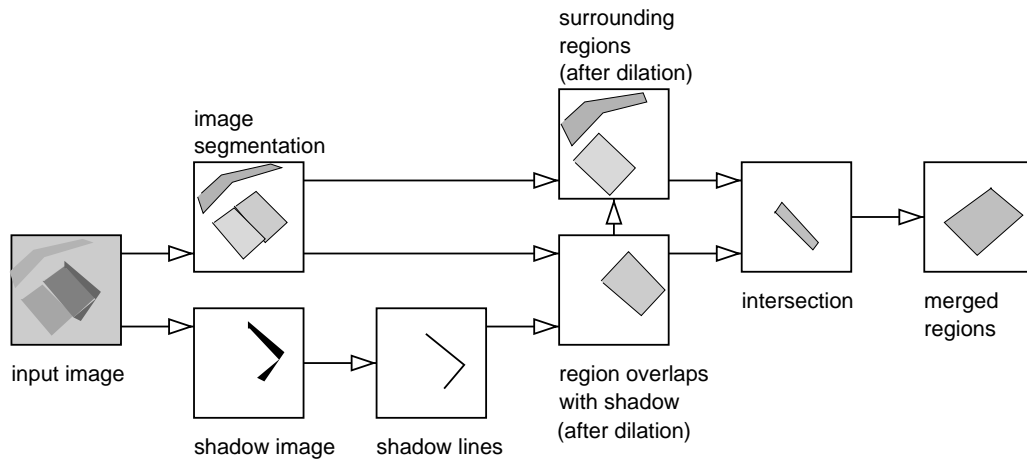 surrounding
regions
(after dilation)
image
segmentation
input image
shadow image
shadow lines
region overlaps
with shadow
(after dilation)
intersection
merged
regions